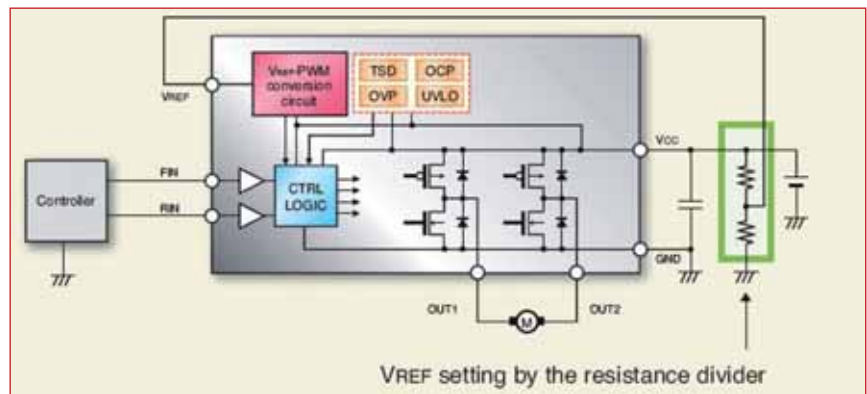 VREF-PWM
conversion
circuit
TSD
OCP
OVP
UVLO
VREF
VCC
FIN
RIN
Controller
CTRL
LOGIC
GND
OUT1
M
OUT2
VREF setting by the resistance divider